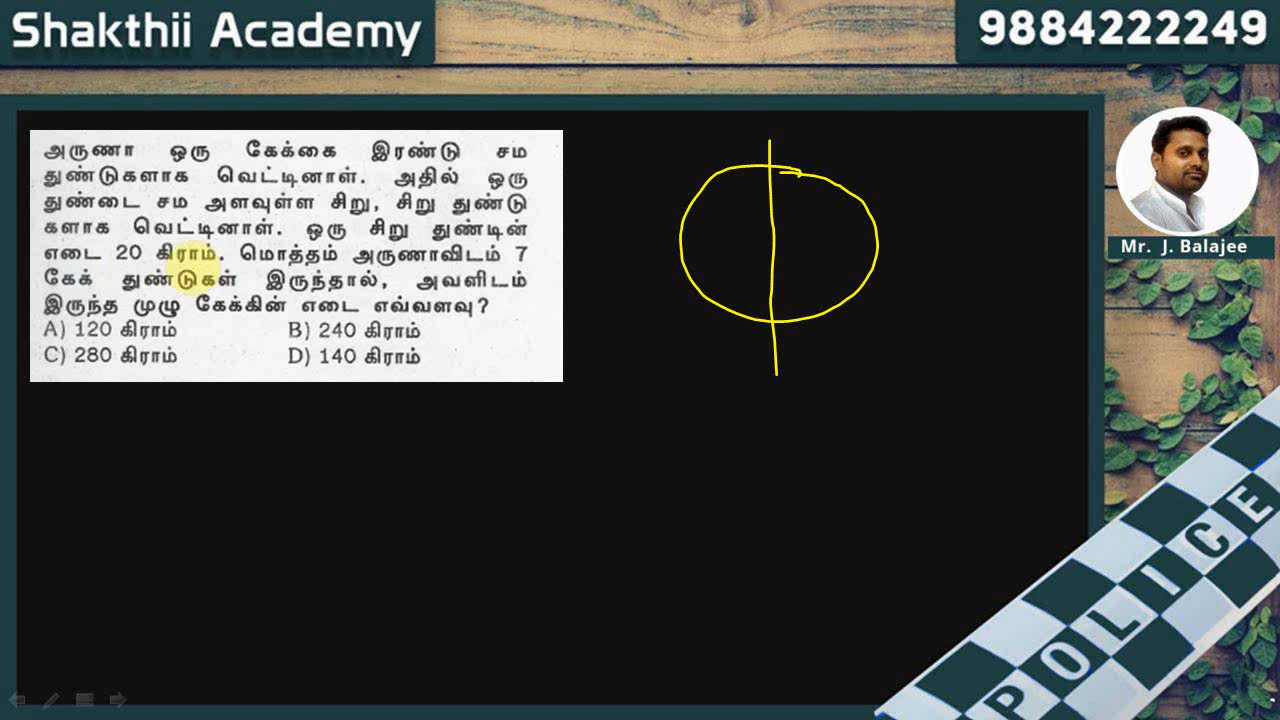 Shakthii Academy
9884222249
அருணா ஒரு கேக்கை இரண்டு சம
துண்டுகளாக வெட்டினாள். அதில் ஒரு
துண்டை சம அளவுள்ள சிறு, சிறு துண்டு
களாக வெட்டினாள். ஒரு சிறு துண்டின்
எடை 20 கிராம். மொத்தம் அருணாவிடம் 7
கேக் துண்டுகள் இருந்தால், அவளிடம்
இருந்த முழு கேக்கின் எடை எவ்வளவு?
A) 120 கிராம் B) 240 கிராம்
C) 280 கிராம் D) 140 கிராம்
Mr. J. Balajee
POLICE